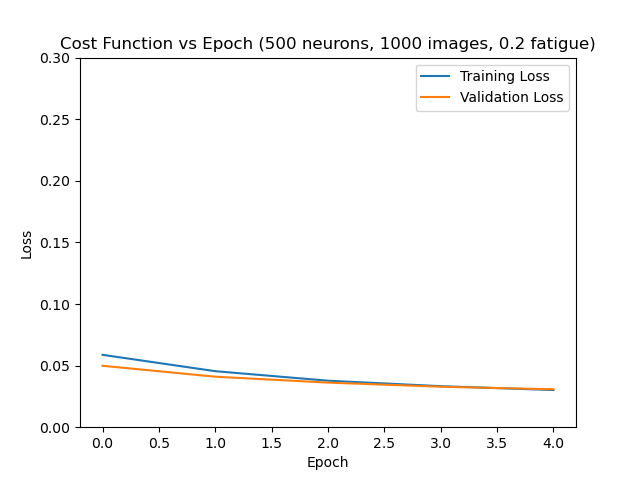 Cost Function vs Epoch (500 neurons, 1000 images, 0.2 fatigue)
0.30
0.25
0.20
0.15
0.10
0.05
0.00
Loss
Training Loss
Validation Loss
0.0 0.5 1.0 1.5 2.0 2.5 3.0 3.5 4.0
Epoch